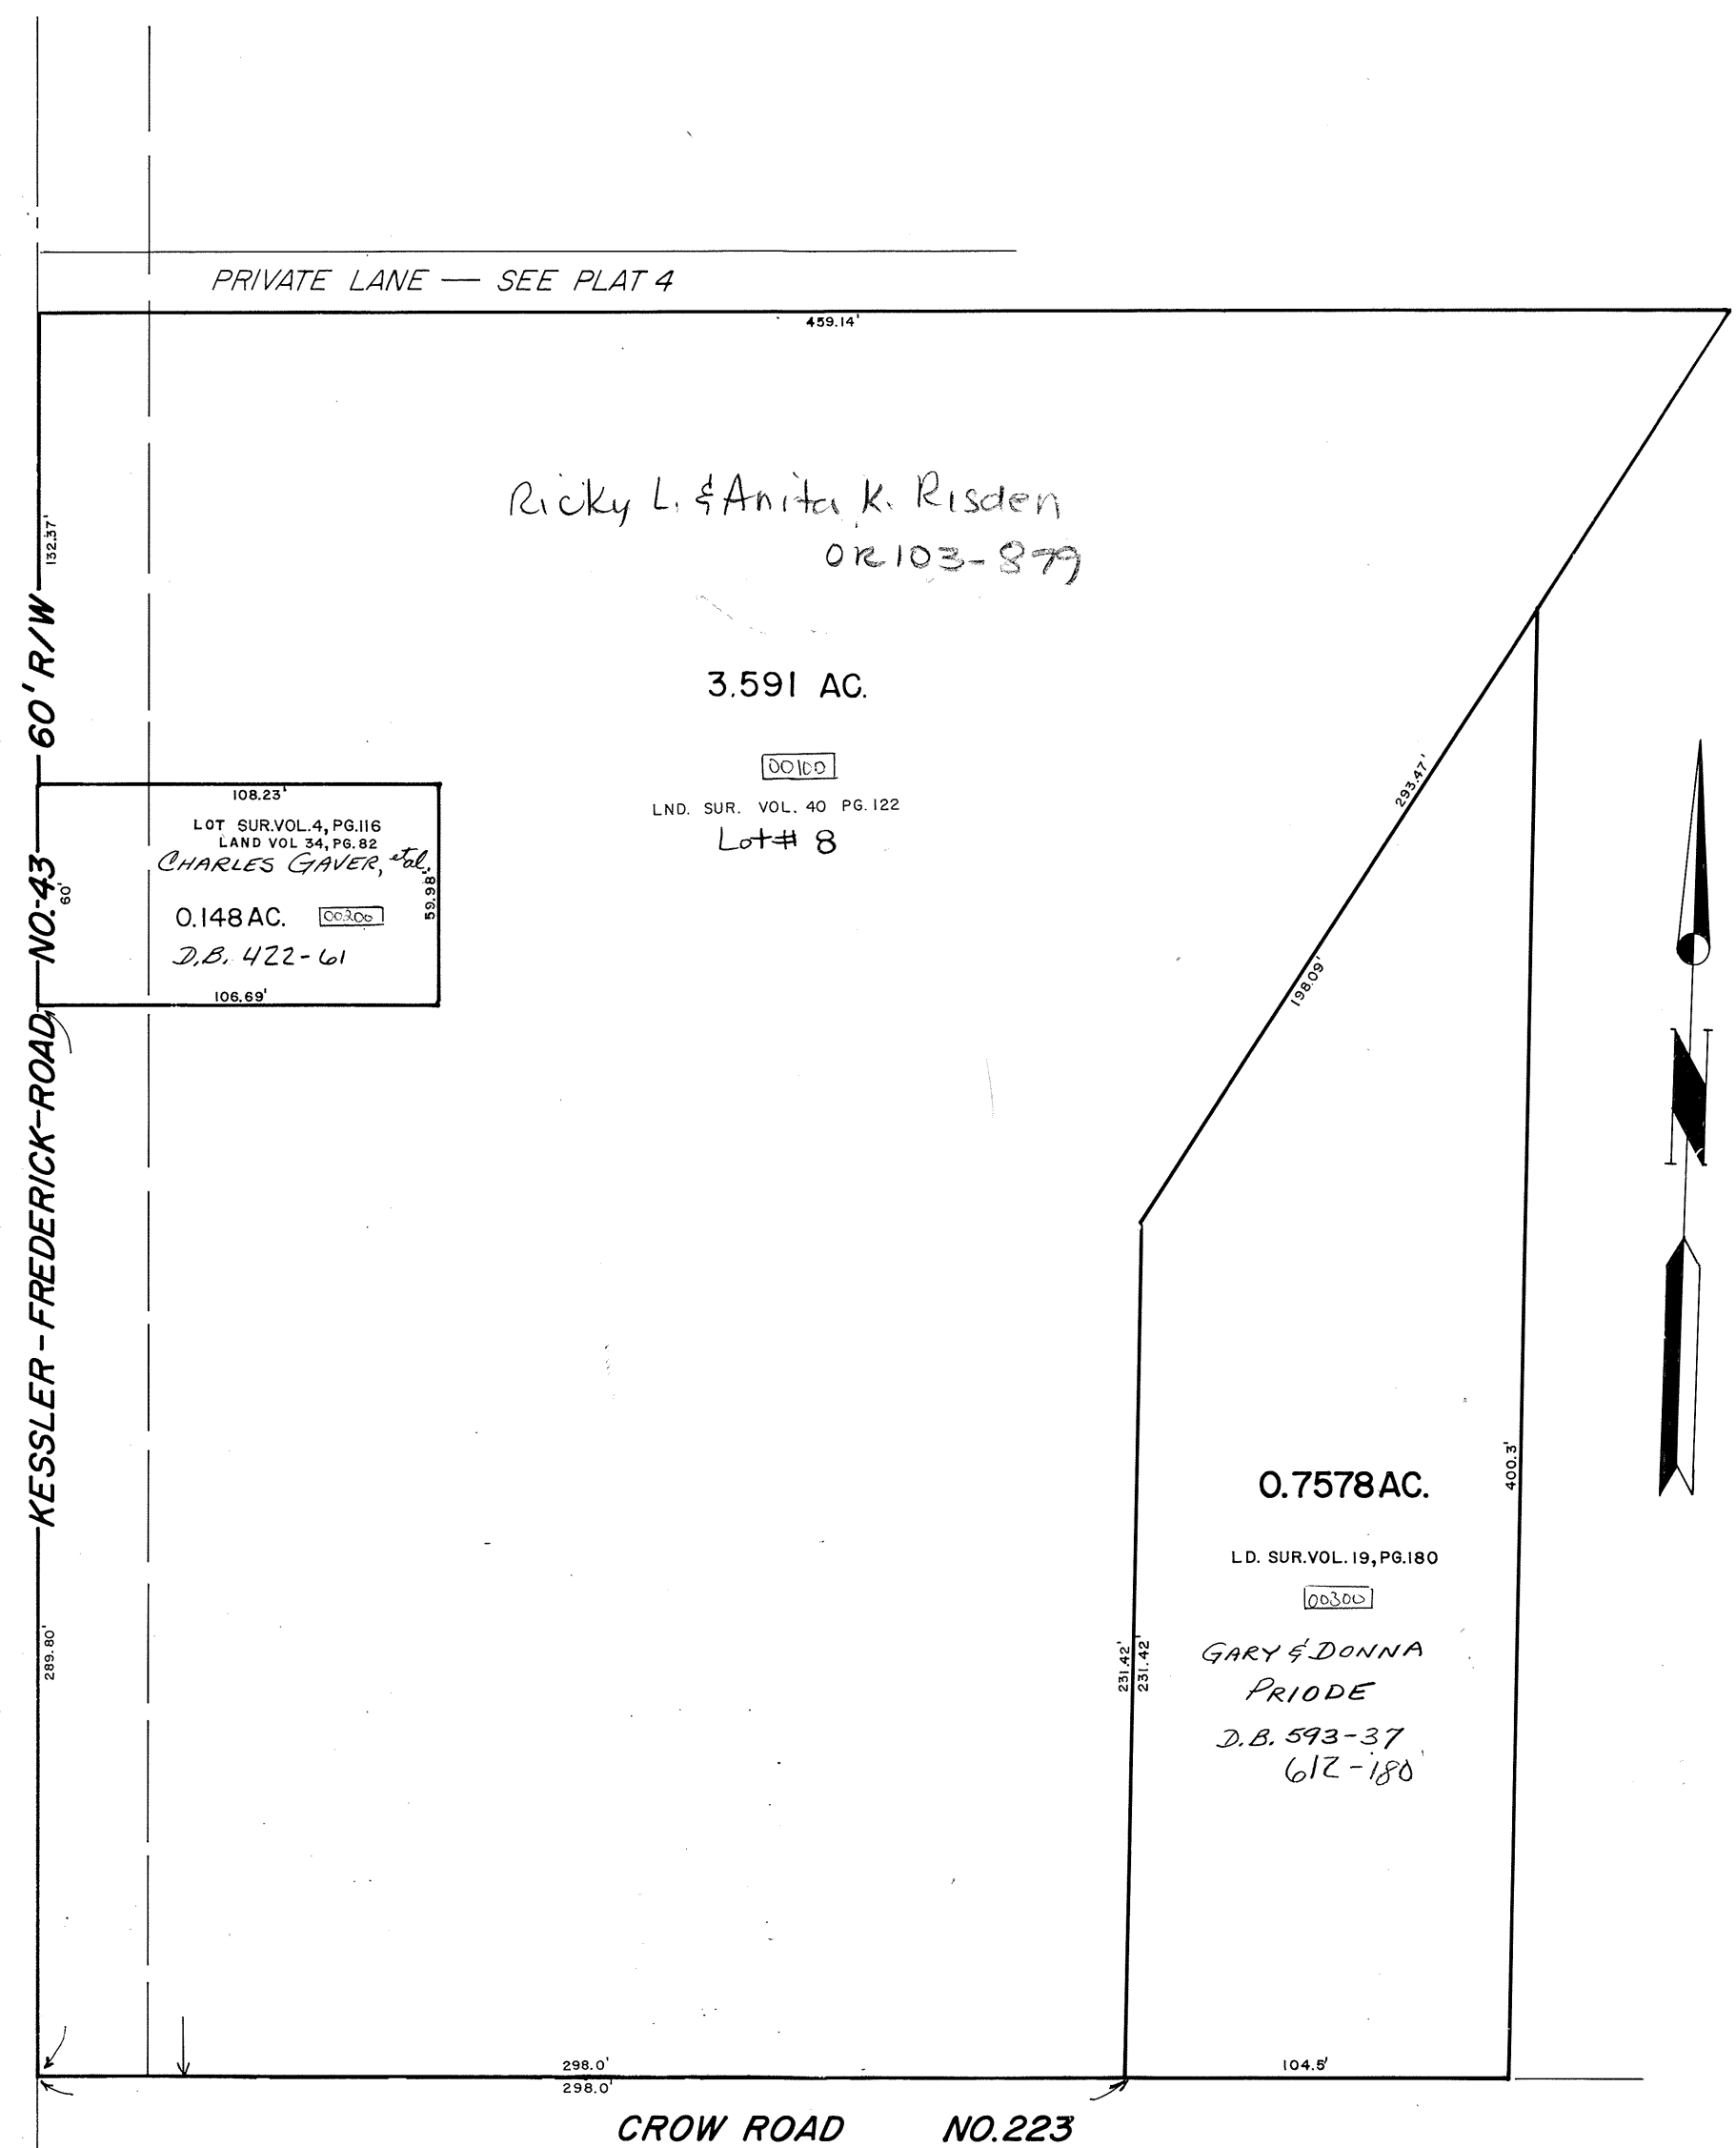 PRIVATE LANE — SEE PLAT 4
459.14'
Ricky L. & Anita K. Risden
OR 103-879
132.37'
3.591 AC.
00100
LND. SUR. VOL. 40 PG. 122
Lot# 8
KESSLER-FREDERICK-ROAD NO. 43 60' R/W
108.23'
LOT SUR. VOL. 4, PG. 116
LAND VOL 34, PG. 82
CHARLES GAVER, etal.
0.148 AC. 00200
D.B. 422-61
60'
59.98'
106.69'
293.47'
198.09'
N
400.3'
0.7578 AC.
LD. SUR. VOL. 19, PG. 180
00300
GARY & DONNA
PRIODE
D.B. 593-37
612-180
289.80'
231.42'
231.42'
298.0'
298.0'
104.5'
CROW ROAD NO. 223